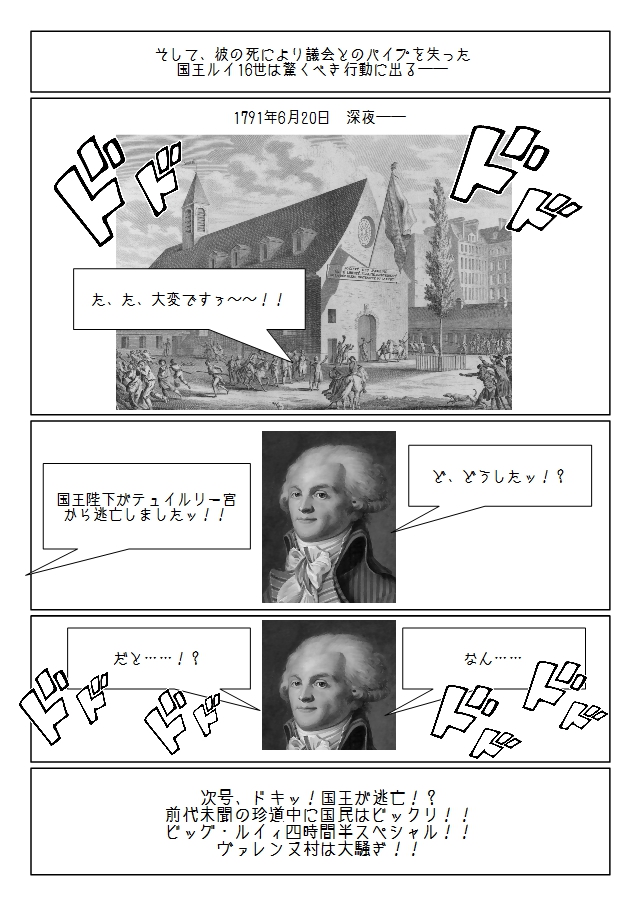 そして、彼の死により議会とのパイプを失った
国王ルイ16世は驚くべき行動に出る――
1791年6月20日　深夜――
ドド
ドド
た、た、大変ですぅ～～！！
ど、どうしたッ！？
国王陛下がテュイルリー宮
から逃亡しましたッ！！
なん……
だと……！？
ドド
ドド
ドド
ドド
次号、ドキッ！国王が逃亡！？
前代未聞の珍道中に国民はビックリ！！
ビッグ・ルイィ四時間半スペシャル！！
ヴァレンヌ村は大騒ぎ！！